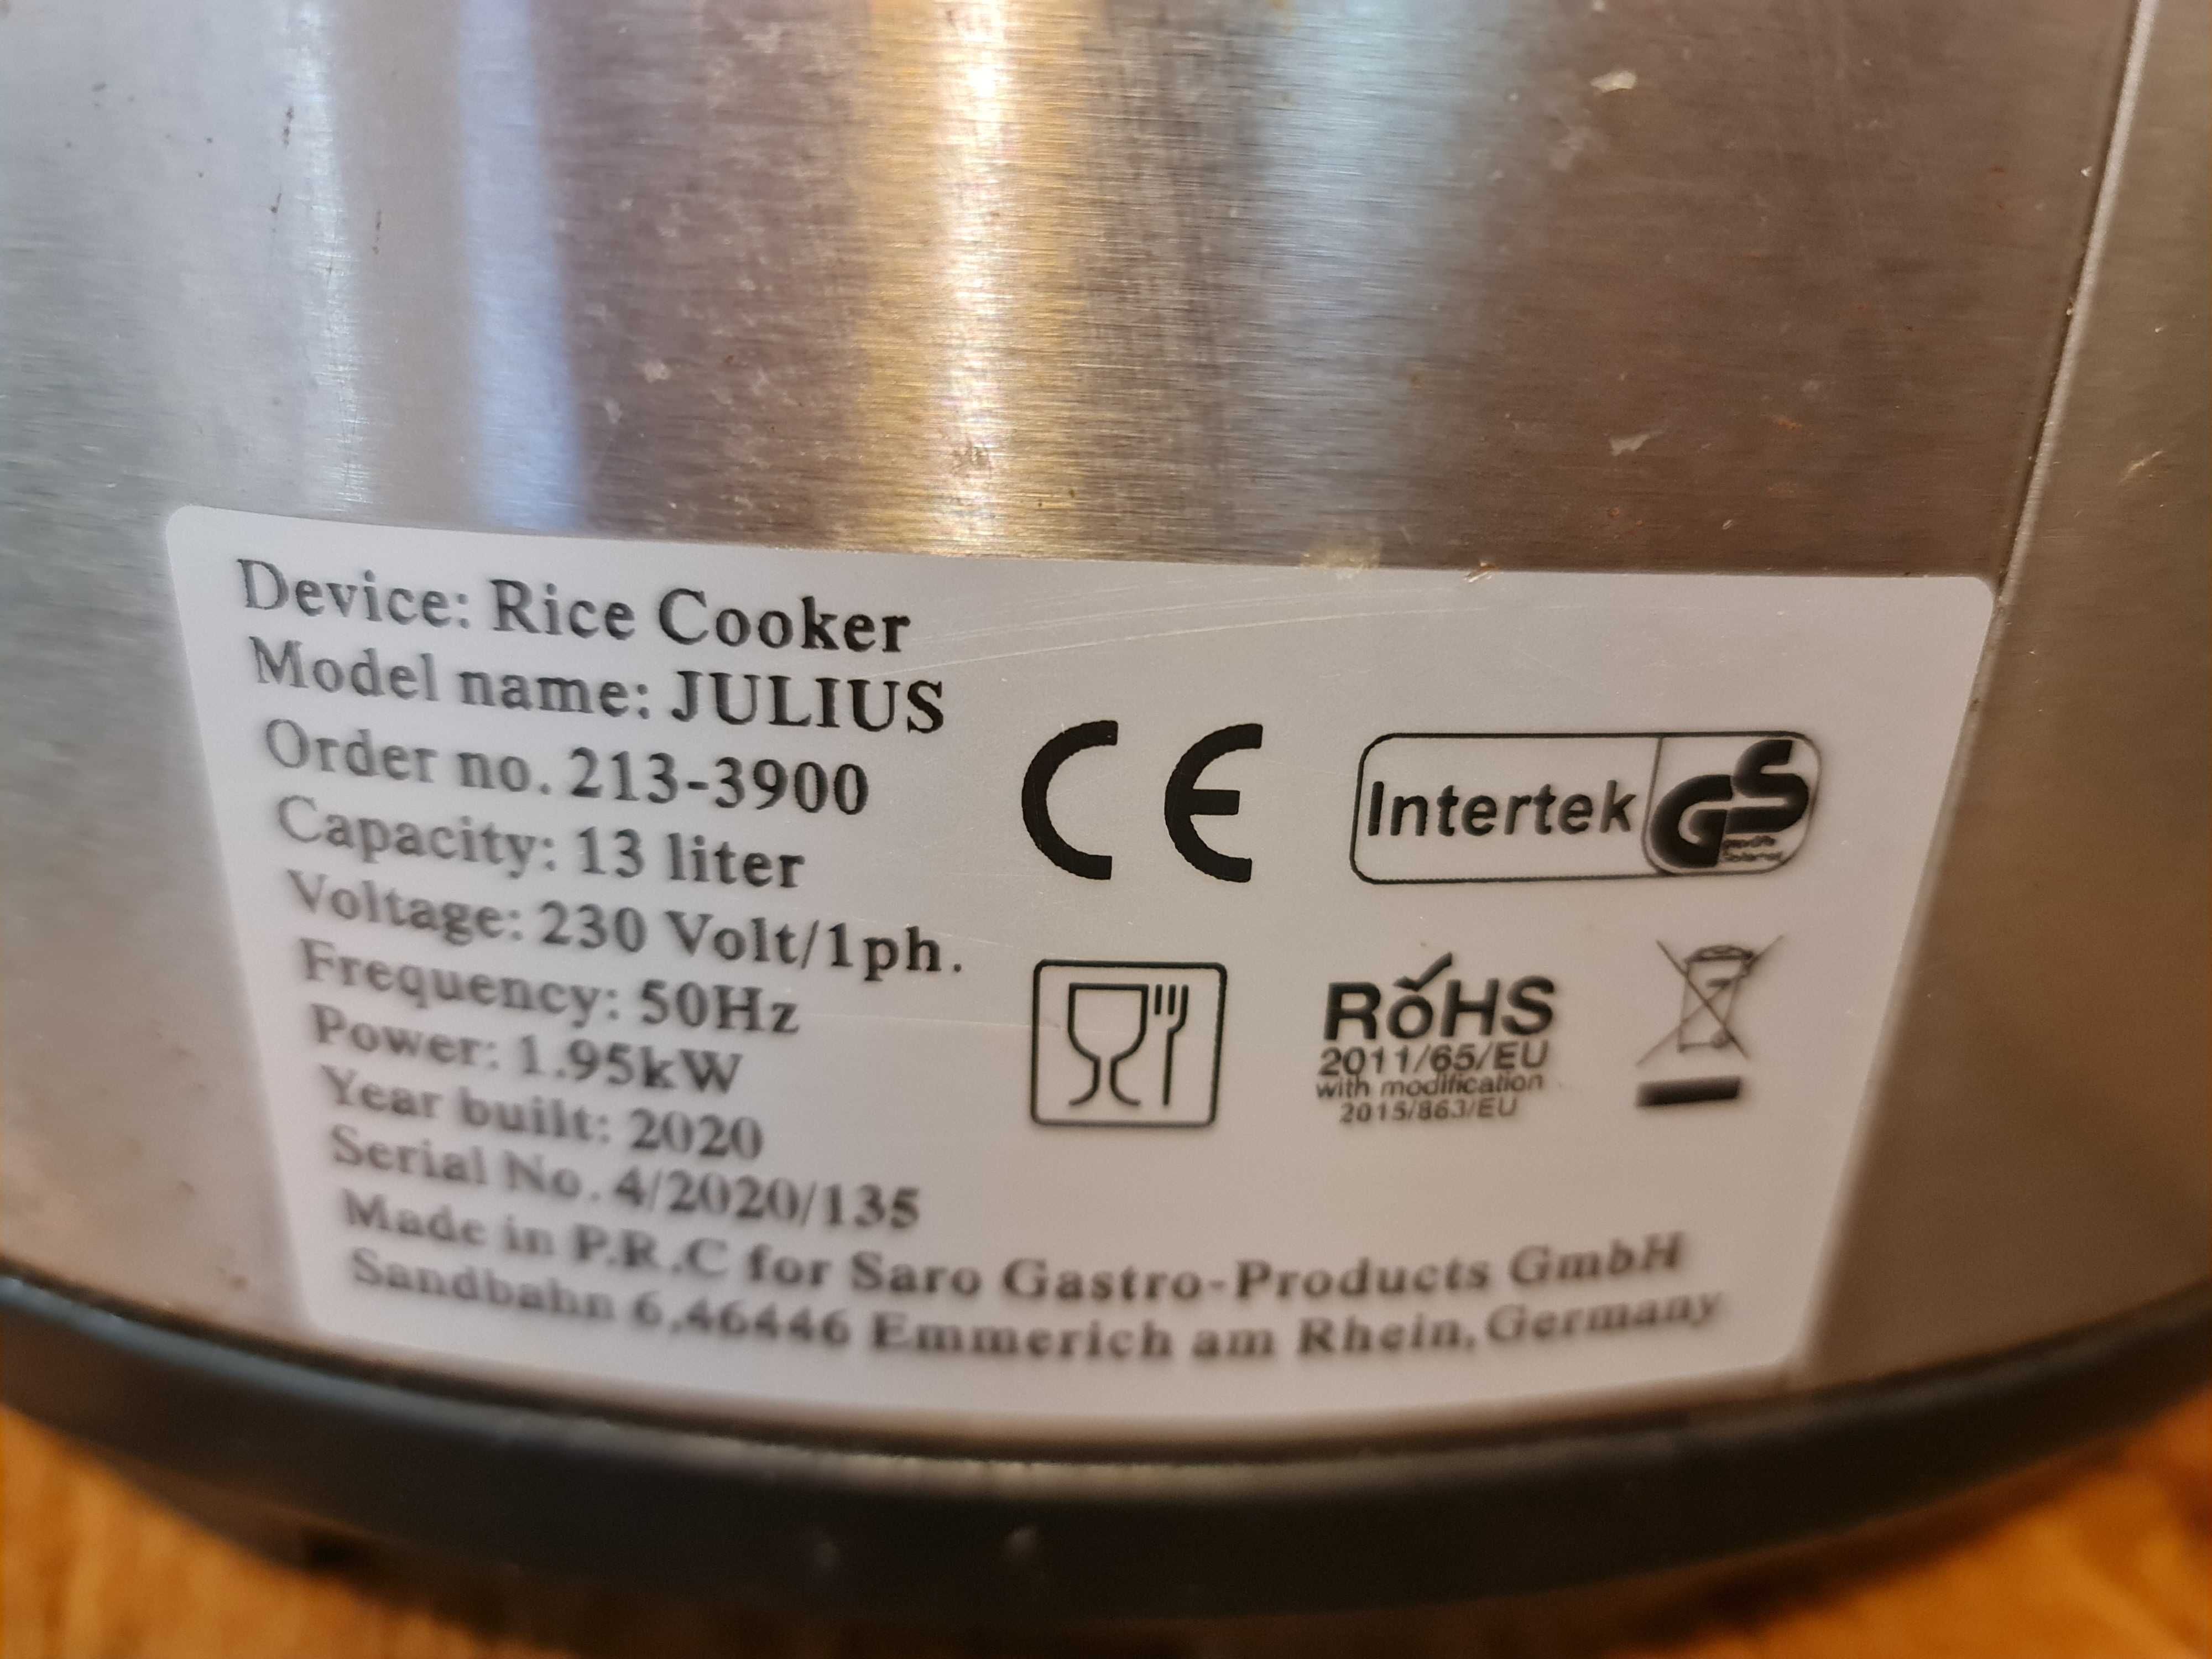 Device: Rice Cooker
Model name: JULIUS
Order no. 213-3900
Capacity: 13 liter
Voltage: 230 Volt/1ph.
Frequency: 50Hz
Power: 1.95kW
Year built: 2020
Serial No. 4/2020/135
Made in P.R.C for Saro Gastro-Products GmbH
Sandbahn 6,46446 Emmerich am Rhein, Germany
CE
Intertek GS
RoHS
2011/65/EU
with modification
2015/863/EU